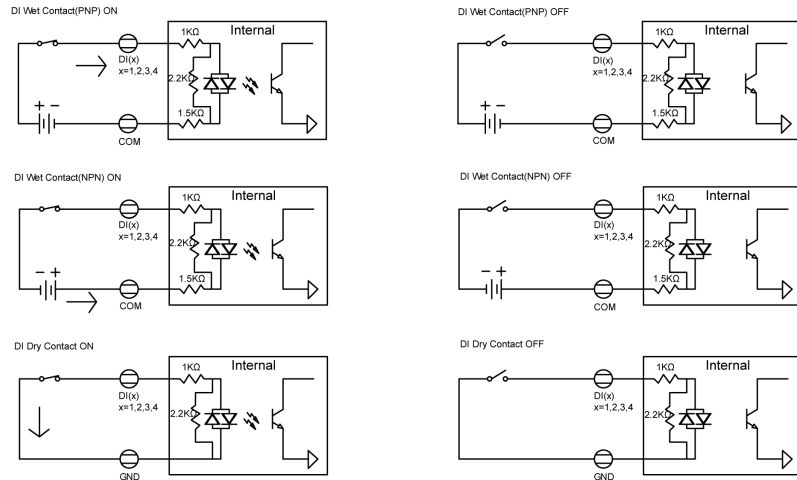 DI Wet Contact(PNP) ON
Internal
1KΩ
DI(x)
x=1,2,3,4
2.2KΩ
+ -
1.5KΩ
COM
DI Wet Contact(PNP) OFF
Internal
1KΩ
DI(x)
x=1,2,3,4
2.2KΩ
+ -
1.5KΩ
COM
DI Wet Contact(NPN) ON
Internal
1KΩ
DI(x)
x=1,2,3,4
2.2KΩ
- +
1.5KΩ
COM
DI Wet Contact(NPN) OFF
Internal
1KΩ
DI(x)
x=1,2,3,4
2.2KΩ
- +
1.5KΩ
COM
DI Dry Contact ON
Internal
1KΩ
DI(x)
x=1,2,3,4
2.2KΩ
GND
DI Dry Contact OFF
Internal
1KΩ
DI(x)
x=1,2,3,4
2.2KΩ
GND